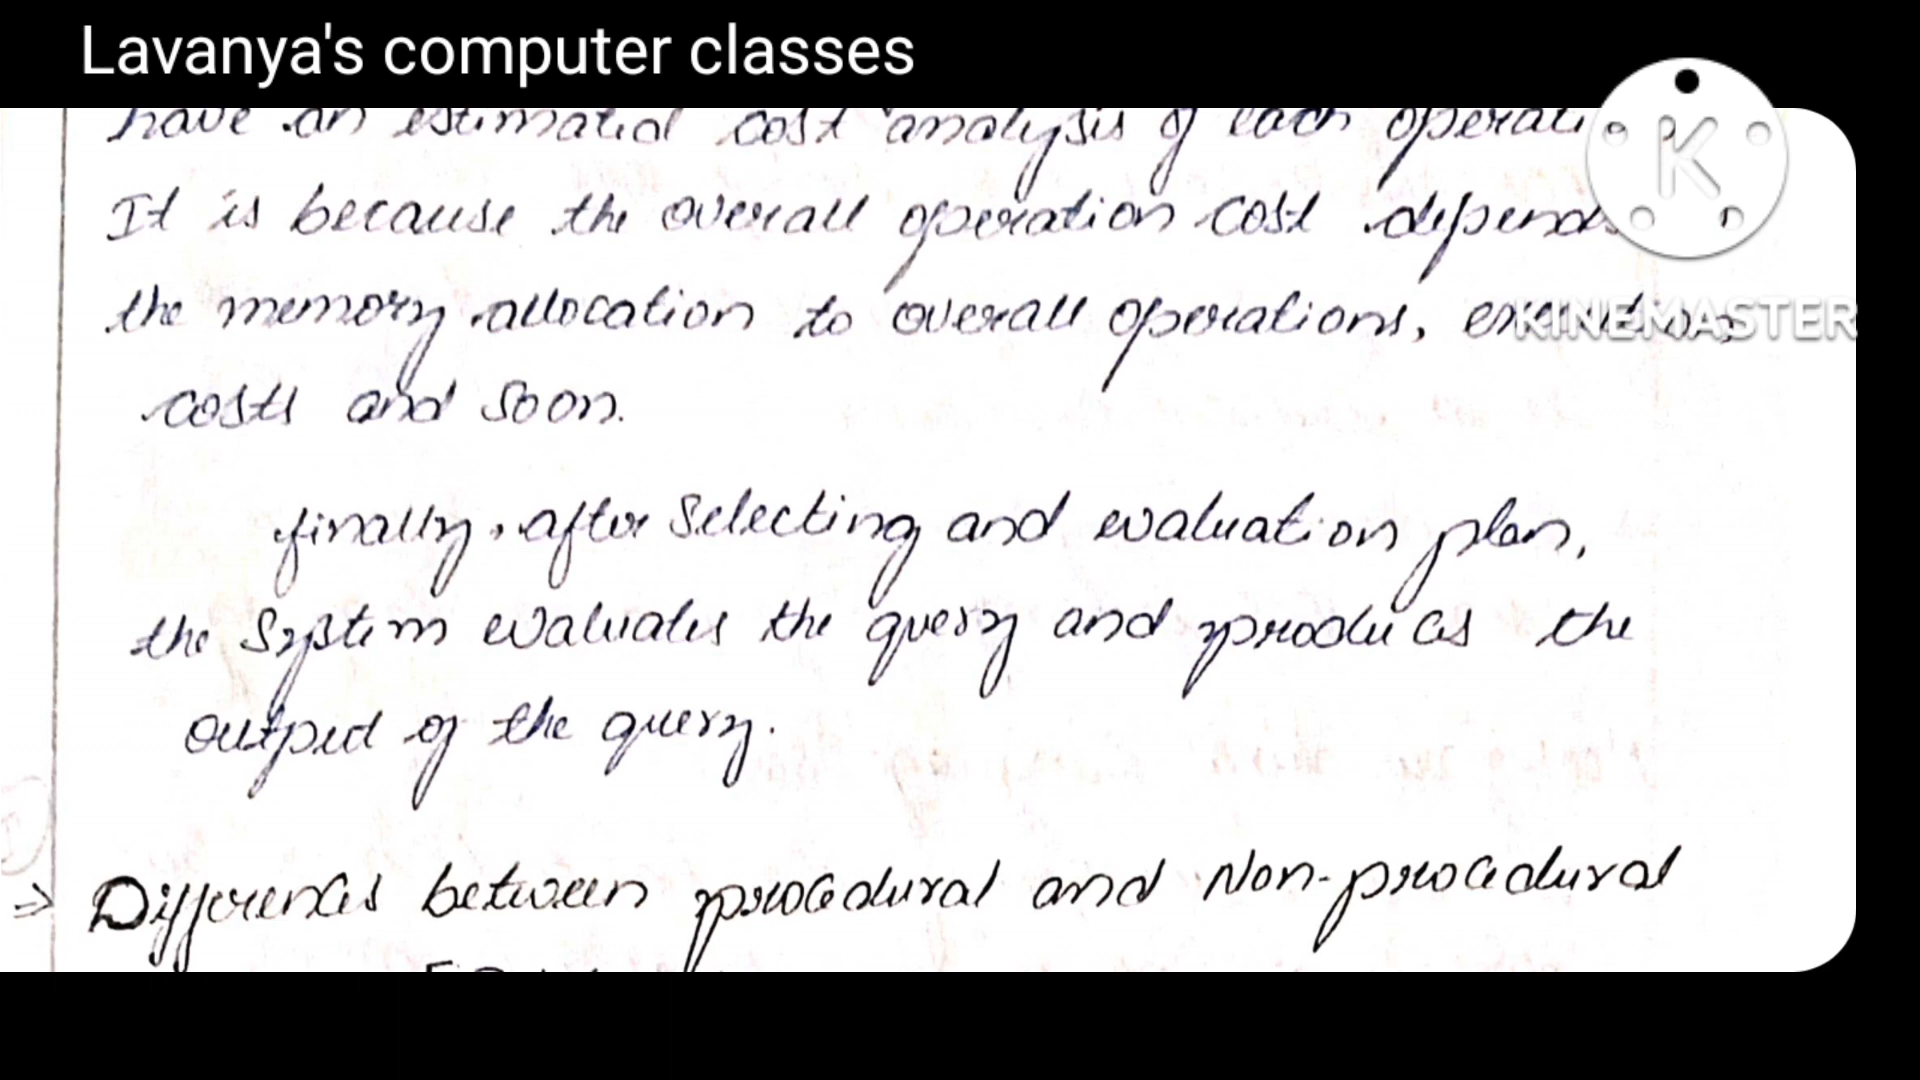 Lavanya's computer classes
have an estimated cost analysis of each
It is because the overall operation cost depends
the memory allocation to overall operations, execution
KINEMASTER
costs and soon.
finally, after selecting and evaluation plan,
the system evaluates the query and produces the
output of the query.
⇒ Differences between procedural and Non-procedural